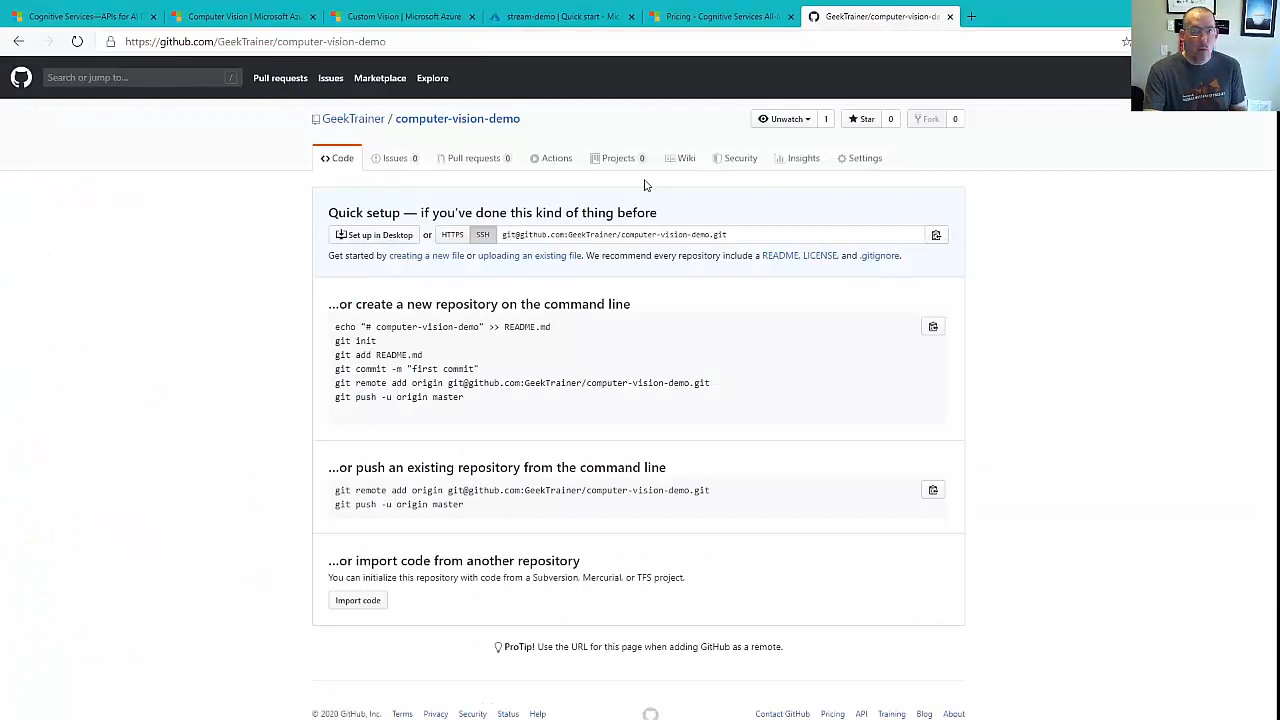 Cognitive Services—APIs for AI D
Computer Vision | Microsoft Azu
Custom Vision | Microsoft Azure
stream-demo | Quick start - Mic
Pricing - Cognitive Services All-i
GeekTrainer/computer-vision-de
https://github.com/GeekTrainer/computer-vision-demo
Search or jump to... /
Pull requests Issues Marketplace Explore
GeekTrainer / computer-vision-demo
Unwatch 1 Star 0 Fork 0
Code Issues 0 Pull requests 0 Actions Projects 0 Wiki Security Insights Settings
Quick setup — if you've done this kind of thing before
Set up in Desktop or HTTPS SSH git@github.com:GeekTrainer/computer-vision-demo.git
Get started by creating a new file or uploading an existing file. We recommend every repository include a README, LICENSE, and .gitignore.
...or create a new repository on the command line
echo "# computer-vision-demo" >> README.md
git init
git add README.md
git commit -m "first commit"
git remote add origin git@github.com:GeekTrainer/computer-vision-demo.git
git push -u origin master
...or push an existing repository from the command line
git remote add origin git@github.com:GeekTrainer/computer-vision-demo.git
git push -u origin master
...or import code from another repository
You can initialize this repository with code from a Subversion, Mercurial, or TFS project.
Import code
ProTip! Use the URL for this page when adding GitHub as a remote.
© 2020 GitHub, Inc. Terms Privacy Security Status Help Contact GitHub Pricing API Training Blog About